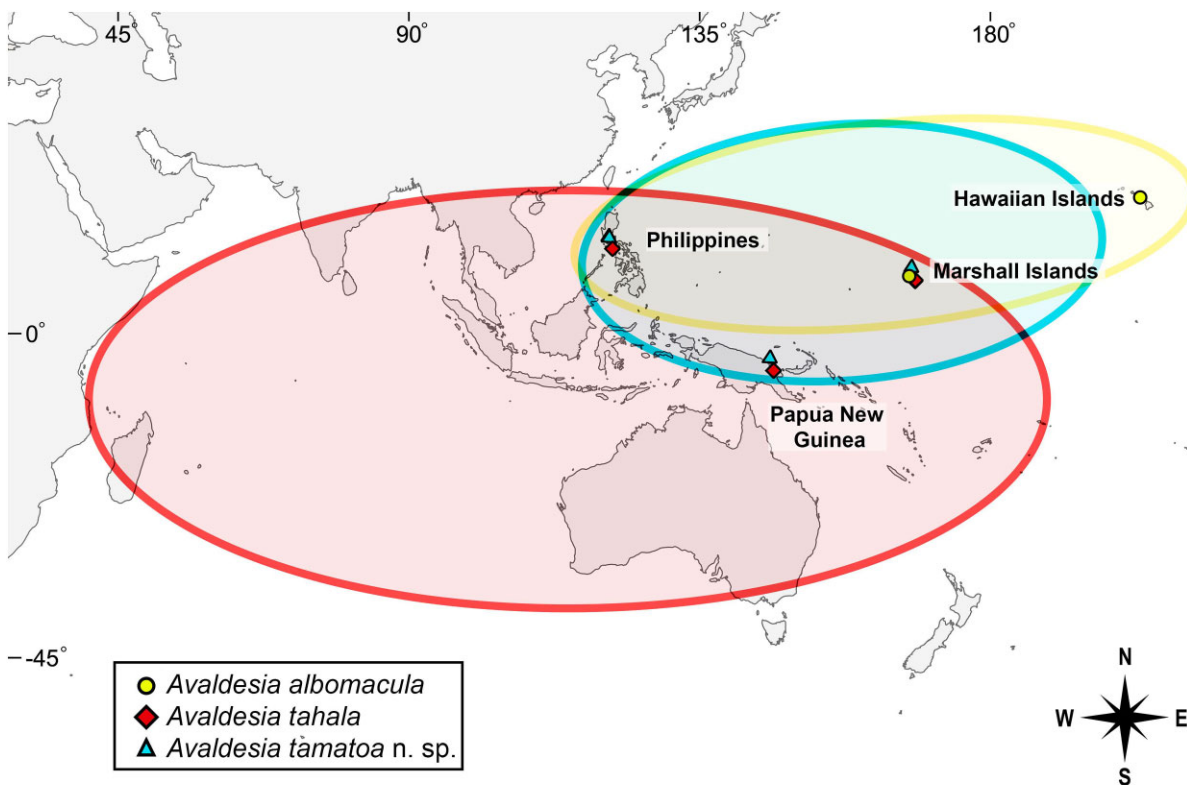 45°
90°
135°
180°
Hawaiian Islands
Philippines
Marshall Islands
0°
Papua New
Guinea
-45°
Avaldesia albomacula
Avaldesia tahala
Avaldesia tamatoa n. sp.
N
W
E
S